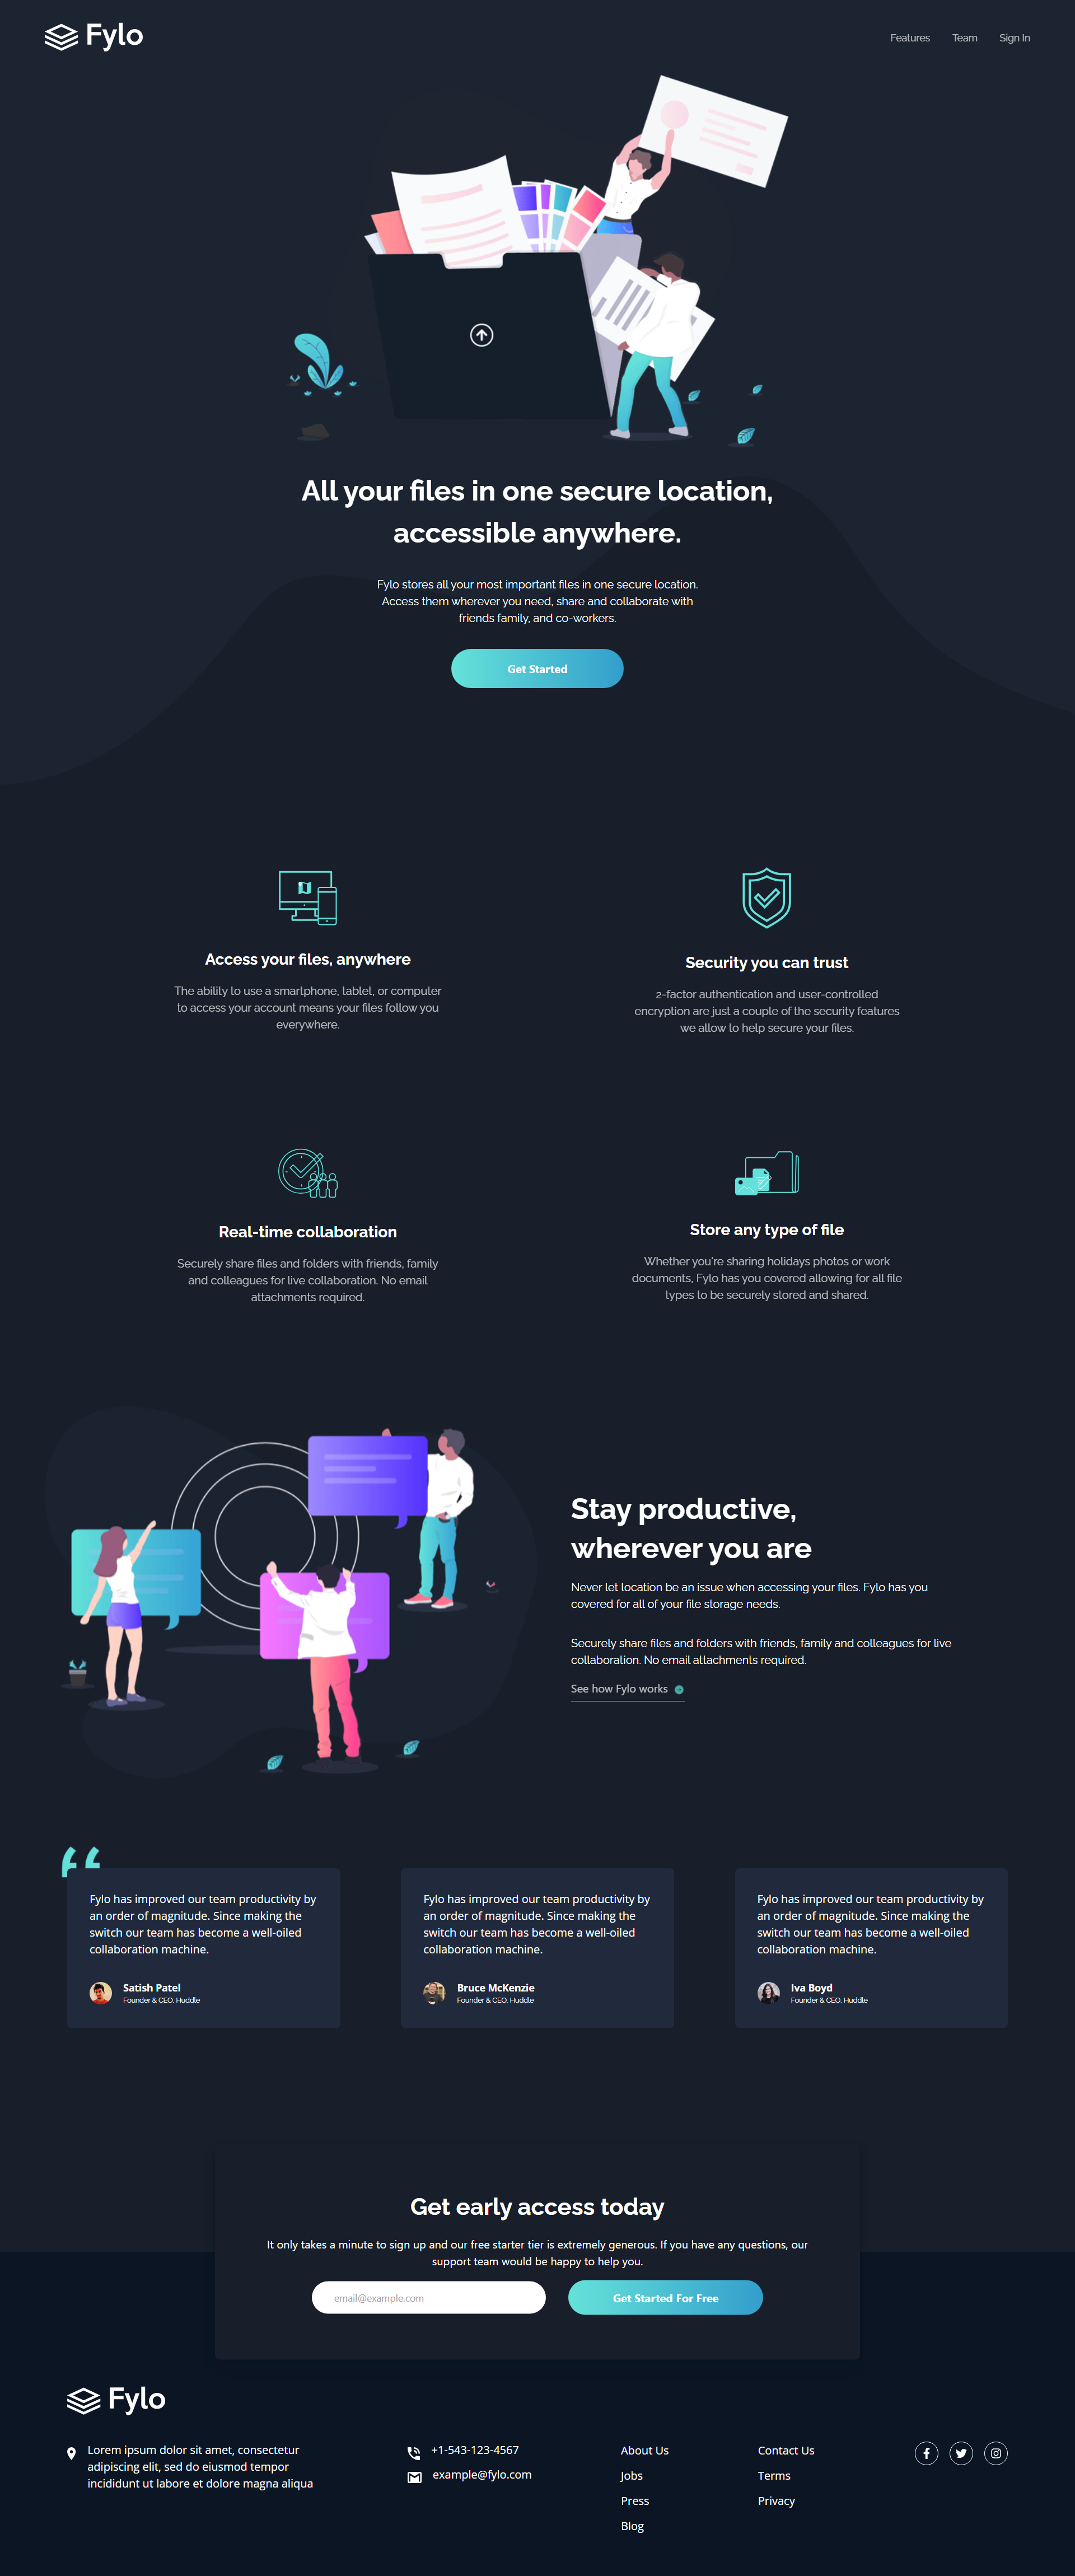 Fylo
Features
Team
Sign In
All your files in one secure location,
accessible anywhere.
Fylo stores all your most important files in one secure location.
Access them wherever you need, share and collaborate with
friends family, and co-workers.
Get Started
Access your files, anywhere
The ability to use a smartphone, tablet, or computer
to access your account means your files follow you
everywhere.
Security you can trust
2-factor authentication and user-controlled
encryption are just a couple of the security features
we allow to help secure your files.
Real-time collaboration
Securely share files and folders with friends, family
and colleagues for live collaboration. No email
attachments required.
Store any type of file
Whether you're sharing holidays photos or work
documents, Fylo has you covered allowing for all file
types to be securely stored and shared.
Stay productive,
wherever you are
Never let location be an issue when accessing your files. Fylo has you
covered for all of your file storage needs.
Securely share files and folders with friends, family and colleagues for live
collaboration. No email attachments required.
See how Fylo works
Fylo has improved our team productivity by
an order of magnitude. Since making the
switch our team has become a well-oiled
collaboration machine.
Satish Patel
Founder & CEO, Huddle
Fylo has improved our team productivity by
an order of magnitude. Since making the
switch our team has become a well-oiled
collaboration machine.
Bruce McKenzie
Founder & CEO, Huddle
Fylo has improved our team productivity by
an order of magnitude. Since making the
switch our team has become a well-oiled
collaboration machine.
Iva Boyd
Founder & CEO, Huddle
Get early access today
It only takes a minute to sign up and our free starter tier is extremely generous. If you have any questions, our
support team would be happy to help you.
email@example.com
Get Started For Free
Fylo
Lorem ipsum dolor sit amet, consectetur
adipiscing elit, sed do eiusmod tempor
incididunt ut labore et dolore magna aliqua
+1-543-123-4567
example@fylo.com
About Us
Jobs
Press
Blog
Contact Us
Terms
Privacy